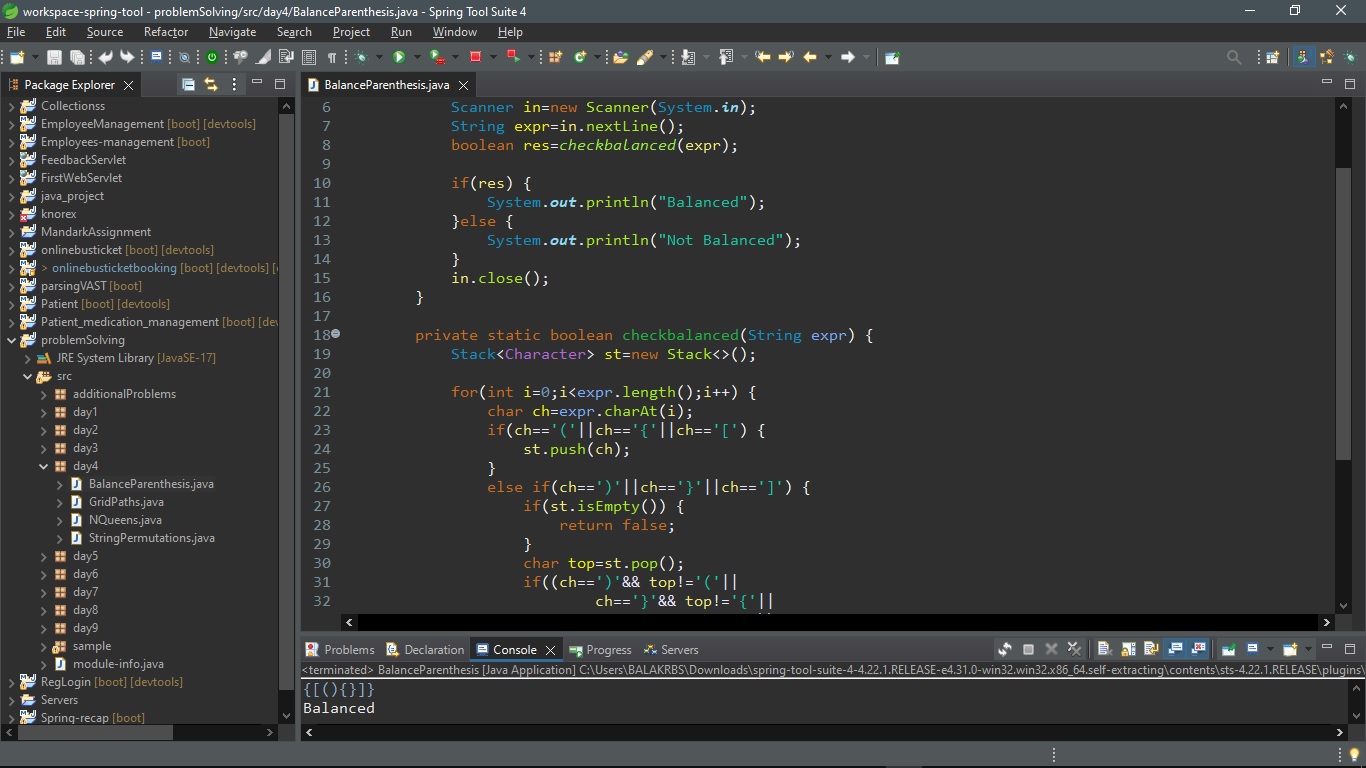 workspace-spring-tool - problemSolving/src/day4/BalanceParenthesis.java - Spring Tool Suite 4
File Edit Source Refactor Navigate Search Project Run Window Help
Package Explorer
Collectionss
EmployeeManagement [boot] [devtools]
Employees-management [boot]
FeedbackServlet
FirstWebServlet
java_project
knorex
MandarkAssignment
onlinebusticket [boot] [devtools]
> onlinebusticketbooking [boot] [devtools] [
parsingVAST [boot]
Patient [boot] [devtools]
Patient_medication_management [boot] [dev
problemSolving
JRE System Library [JavaSE-17]
src
additionalProblems
day1
day2
day3
day4
BalanceParenthesis.java
GridPaths.java
NQueens.java
StringPermutations.java
day5
day6
day7
day8
day9
sample
module-info.java
RegLogin [boot] [devtools]
Servers
Spring-recap [boot]
BalanceParenthesis.java
6 Scanner in=new Scanner(System.in);
7 String expr=in.nextLine();
8 boolean res=checkbalanced(expr);
9
10 if(res) {
11 System.out.println("Balanced");
12 }else {
13 System.out.println("Not Balanced");
14 }
15 in.close();
16 }
17
18 private static boolean checkbalanced(String expr) {
19 Stack<Character> st=new Stack<>();
20
21 for(int i=0;i<expr.length();i++) {
22 char ch=expr.charAt(i);
23 if(ch=='('||ch=='{'||ch=='[') {
24 st.push(ch);
25 }
26 else if(ch==')'||ch=='}'||ch==']') {
27 if(st.isEmpty()) {
28 return false;
29 }
30 char top=st.pop();
31 if((ch==')'&& top!='('||
32 ch=='}'&& top!='{'||
Problems Declaration Console Progress Servers
<terminated> BalanceParenthesis [Java Application] C:\Users\BALAKRBS\Downloads\spring-tool-suite-4-4.22.1.RELEASE-e4.31.0-win32.win32.x86_64.self-extracting\contents\sts-4.22.1.RELEASE\plugins\
{[(){}]}
Balanced